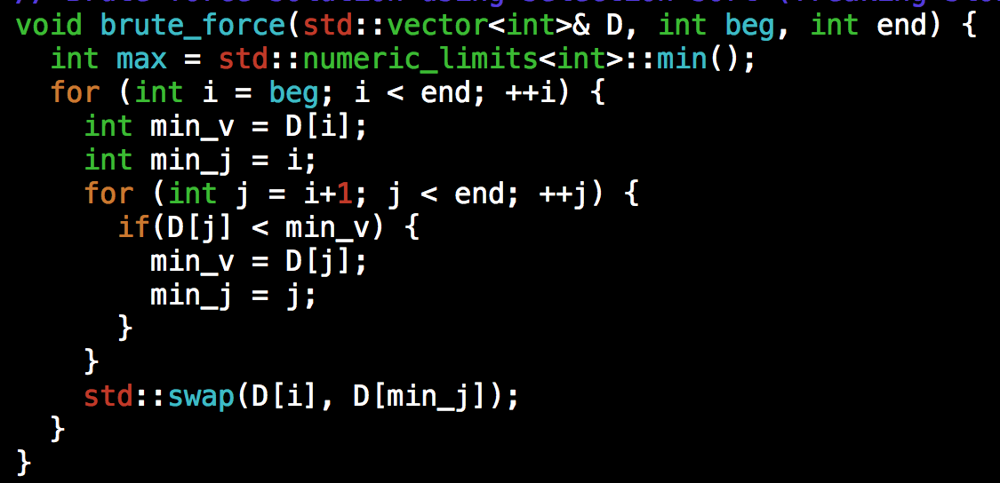 void brute_force(std::vector<int>& D, int beg, int end) {
  int max = std::numeric_limits<int>::min();
  for (int i = beg; i < end; ++i) {
    int min_v = D[i];
    int min_j = i;
    for (int j = i+1; j < end; ++j) {
      if(D[j] < min_v) {
        min_v = D[j];
        min_j = j;
      }
    }
    std::swap(D[i], D[min_j]);
  }
}